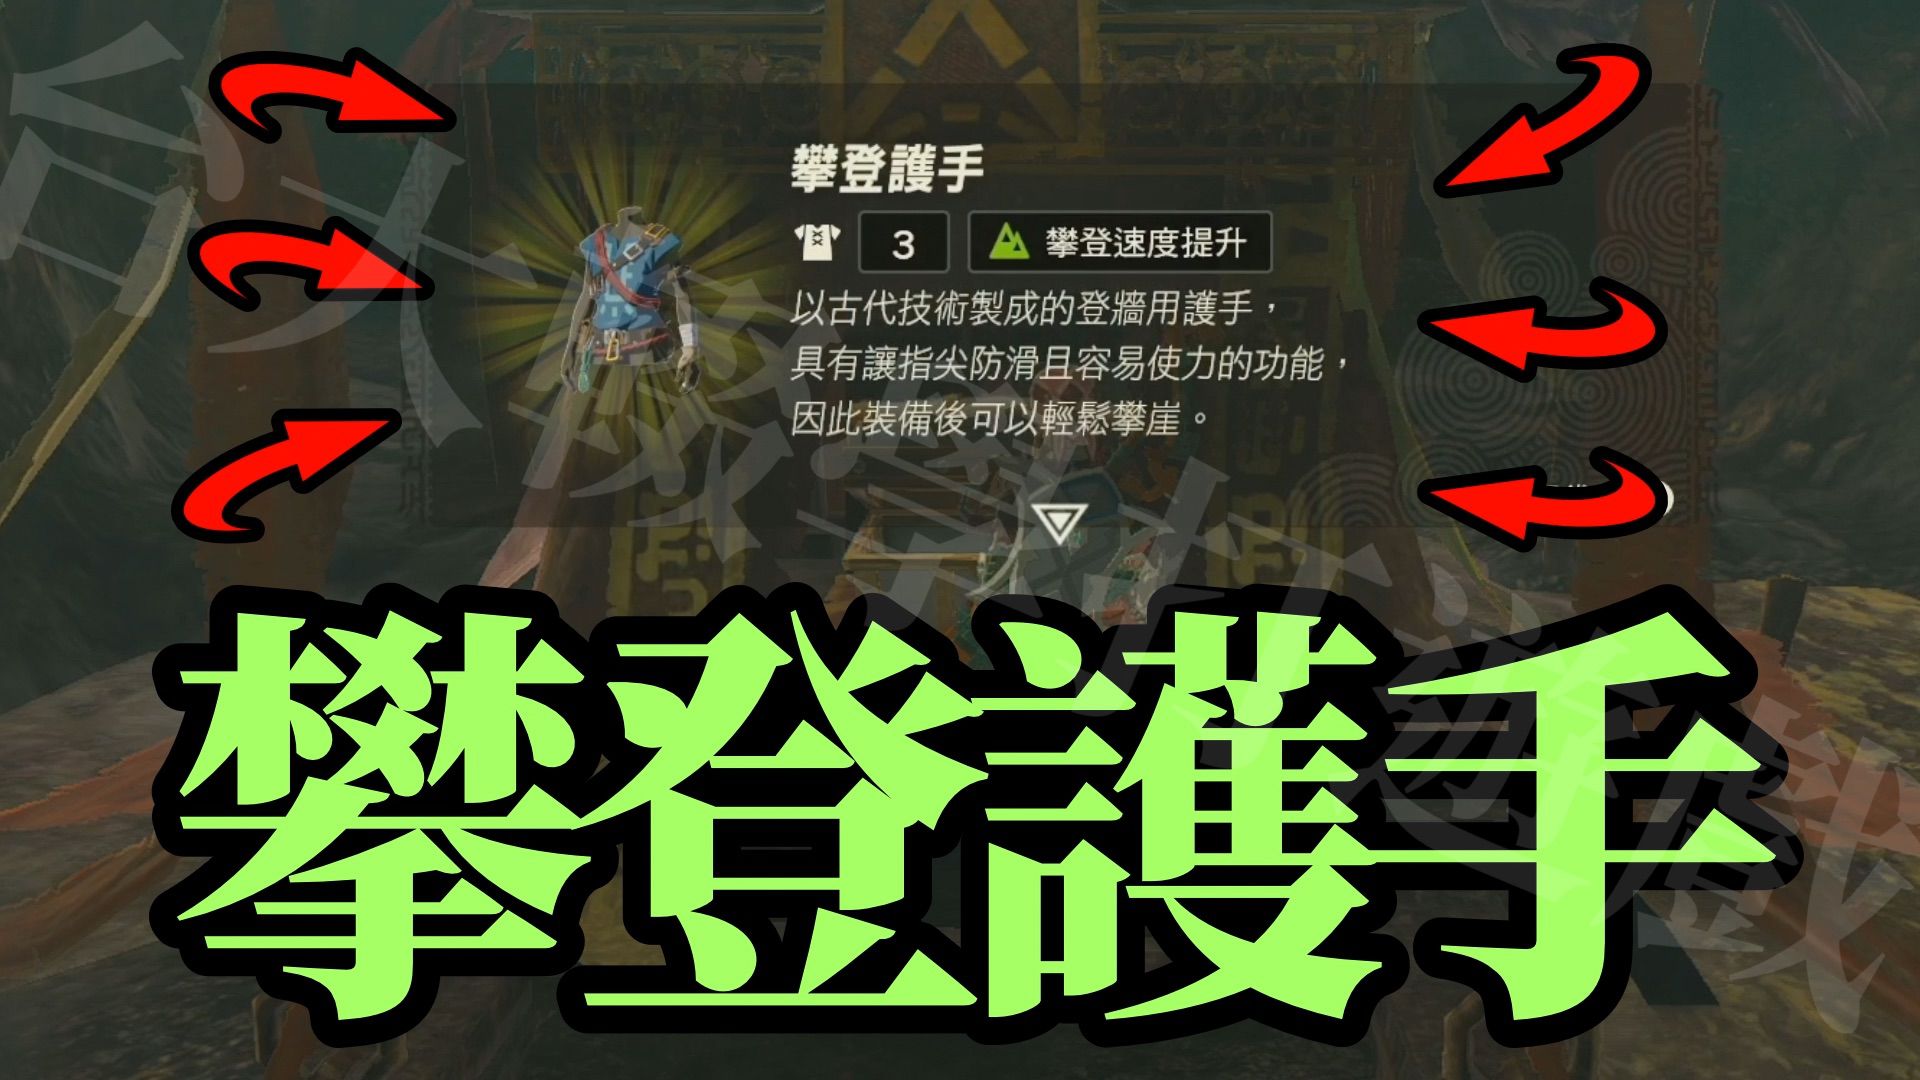 攀登護手
3
攀登速度提升
以古代技術製成的登牆用護手，
具有讓指尖防滑且容易使力的功能，
因此裝備後可以輕鬆攀崖。
攀登護手